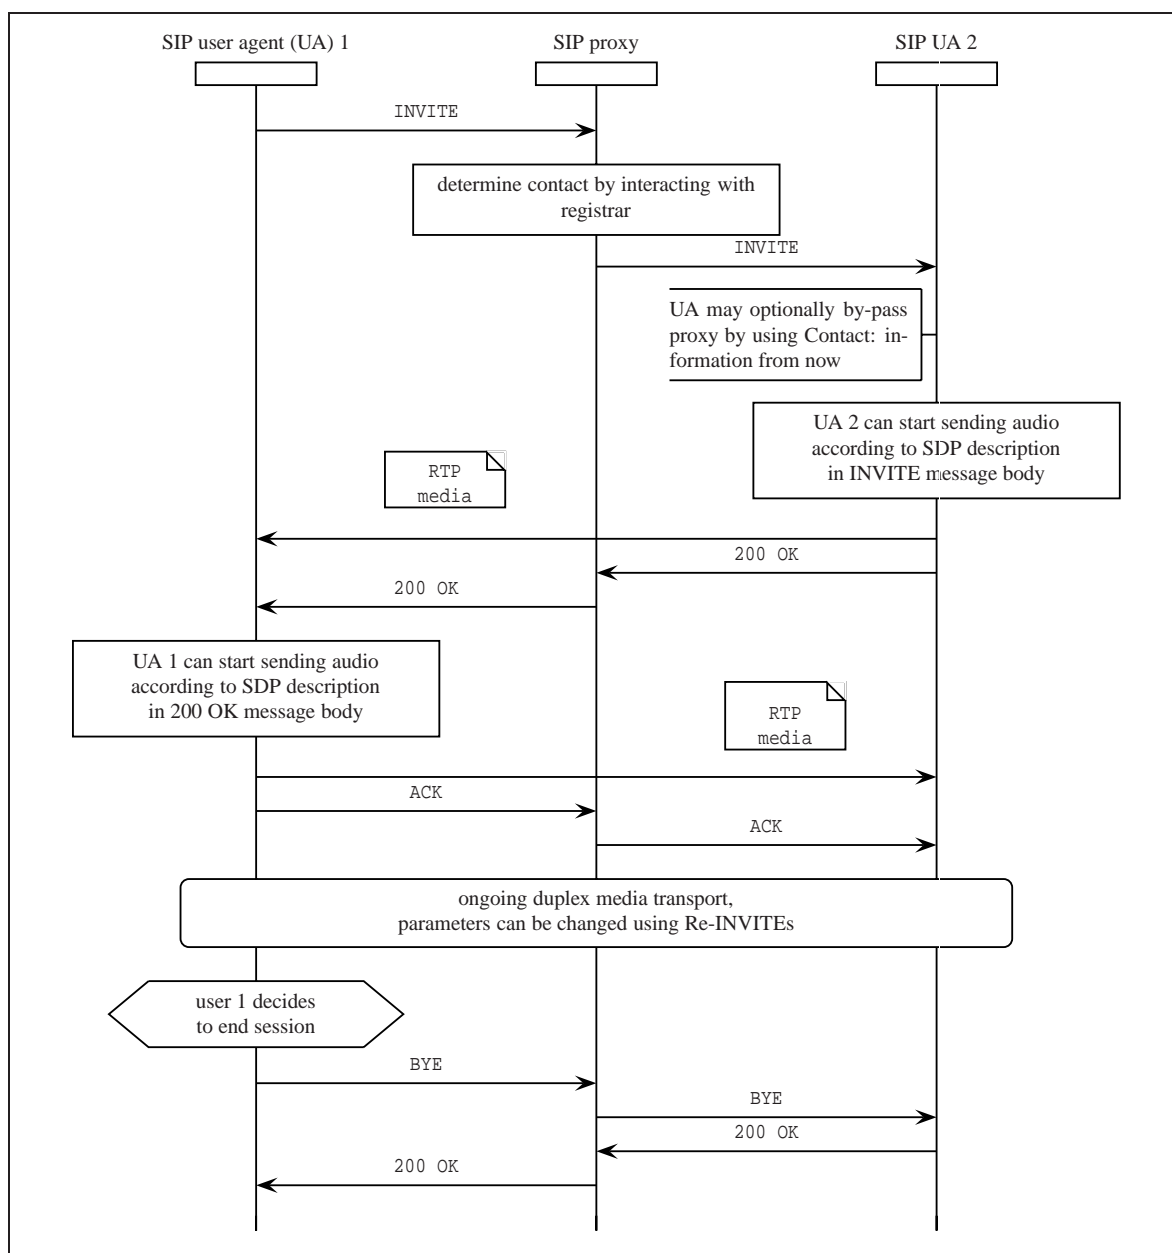 SIP user agent (UA) 1
SIP proxy
SIP UA 2
INVITE
determine contact by interacting with
registrar
INVITE
UA may optionally by-pass
proxy by using Contact: in-
formation from now
UA 2 can start sending audio
according to SDP description
in INVITE message body
RTP
media
200 OK
200 OK
UA 1 can start sending audio
according to SDP description
in 200 OK message body
RTP
media
ACK
ACK
ongoing duplex media transport,
parameters can be changed using Re-INVITEs
user 1 decides
to end session
BYE
BYE
200 OK
200 OK